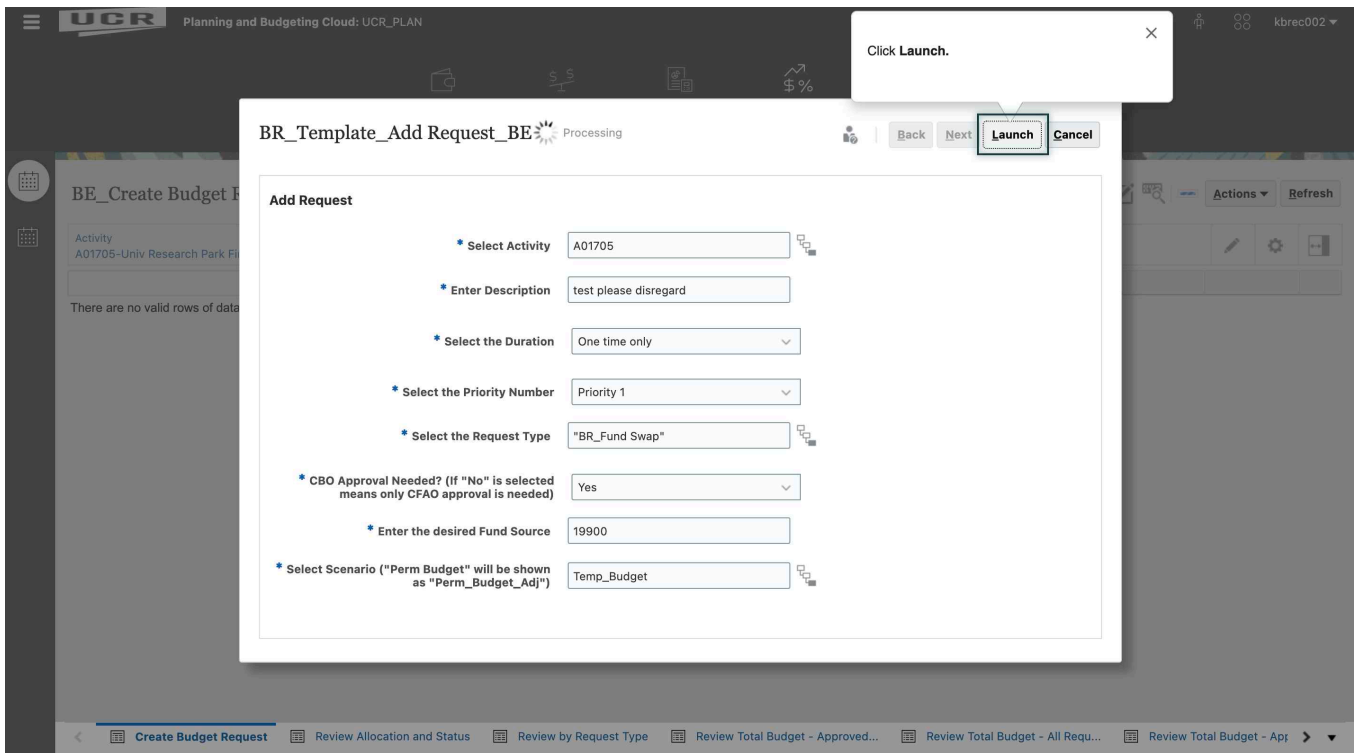 UCR
Planning and Budgeting Cloud: UCR_PLAN
kbrec002
Click Launch.
BR_Template_Add Request_BE
Processing
Back
Next
Launch
Cancel
BE_Create Budget R
Actions
Refresh
Activity
A01705-Univ Research Park Fi
There are no valid rows of data
Add Request
* Select Activity
A01705
* Enter Description
test please disregard
* Select the Duration
One time only
* Select the Priority Number
Priority 1
* Select the Request Type
"BR_Fund Swap"
* CBO Approval Needed? (If "No" is selected
means only CFAO approval is needed)
Yes
* Enter the desired Fund Source
19900
* Select Scenario ("Perm Budget" will be shown
as "Perm_Budget_Adj")
Temp_Budget
Create Budget Request
Review Allocation and Status
Review by Request Type
Review Total Budget - Approved...
Review Total Budget - All Requ...
Review Total Budget - App